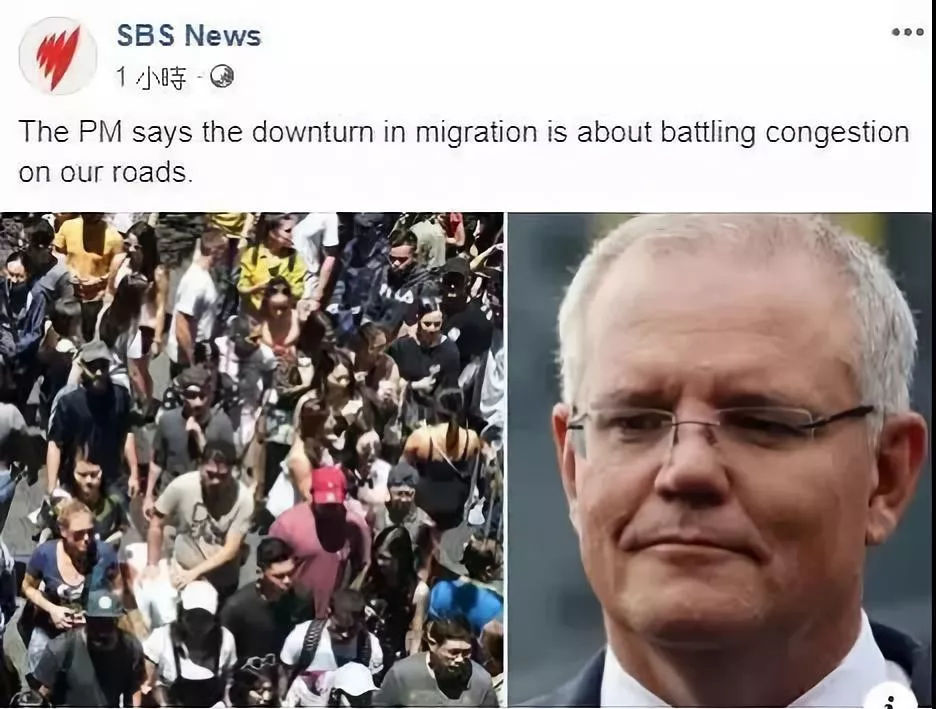 SBS News
1 小時
The PM says the downturn in migration is about battling congestion
on our roads.